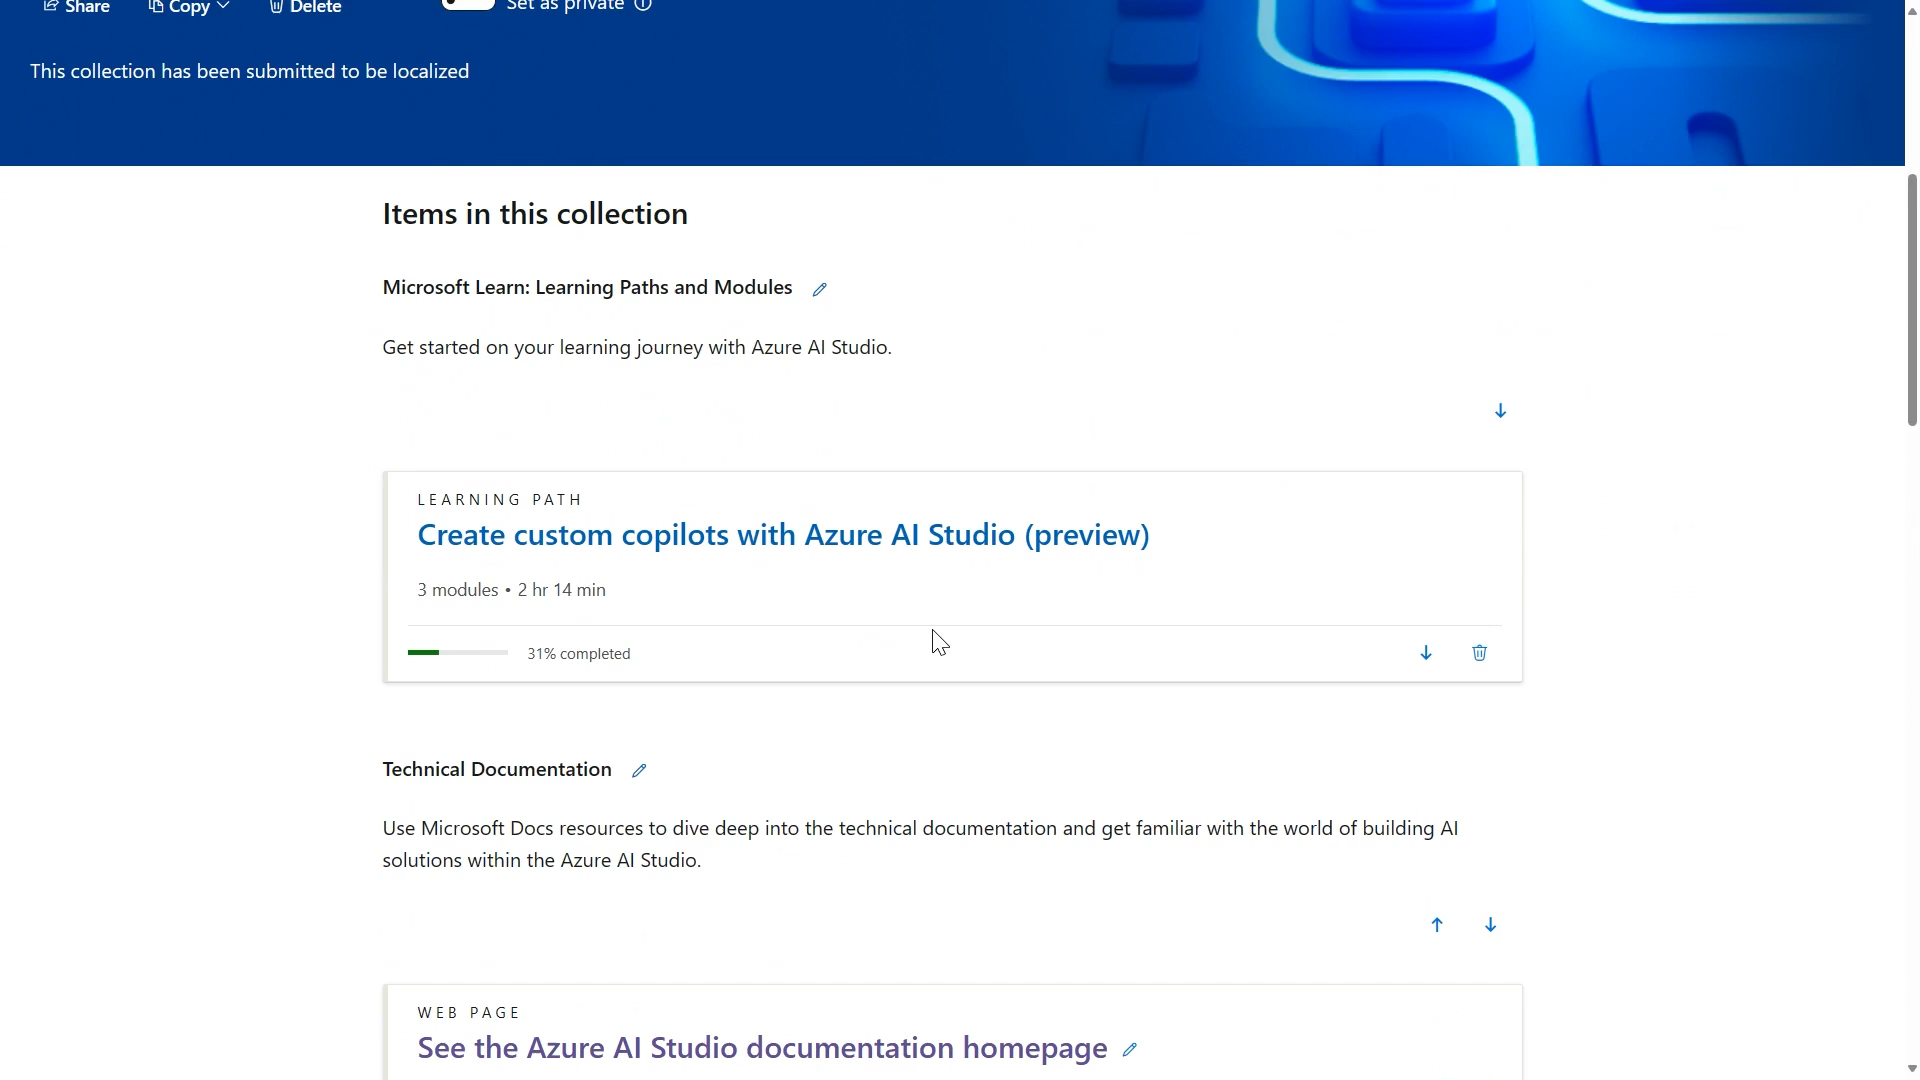 Share Copy Delete Set as private
This collection has been submitted to be localized
Items in this collection
Microsoft Learn: Learning Paths and Modules
Get started on your learning journey with Azure AI Studio.
LEARNING PATH
Create custom copilots with Azure AI Studio (preview)
3 modules • 2 hr 14 min
31% completed
Technical Documentation
Use Microsoft Docs resources to dive deep into the technical documentation and get familiar with the world of building AI
solutions within the Azure AI Studio.
WEB PAGE
See the Azure AI Studio documentation homepage